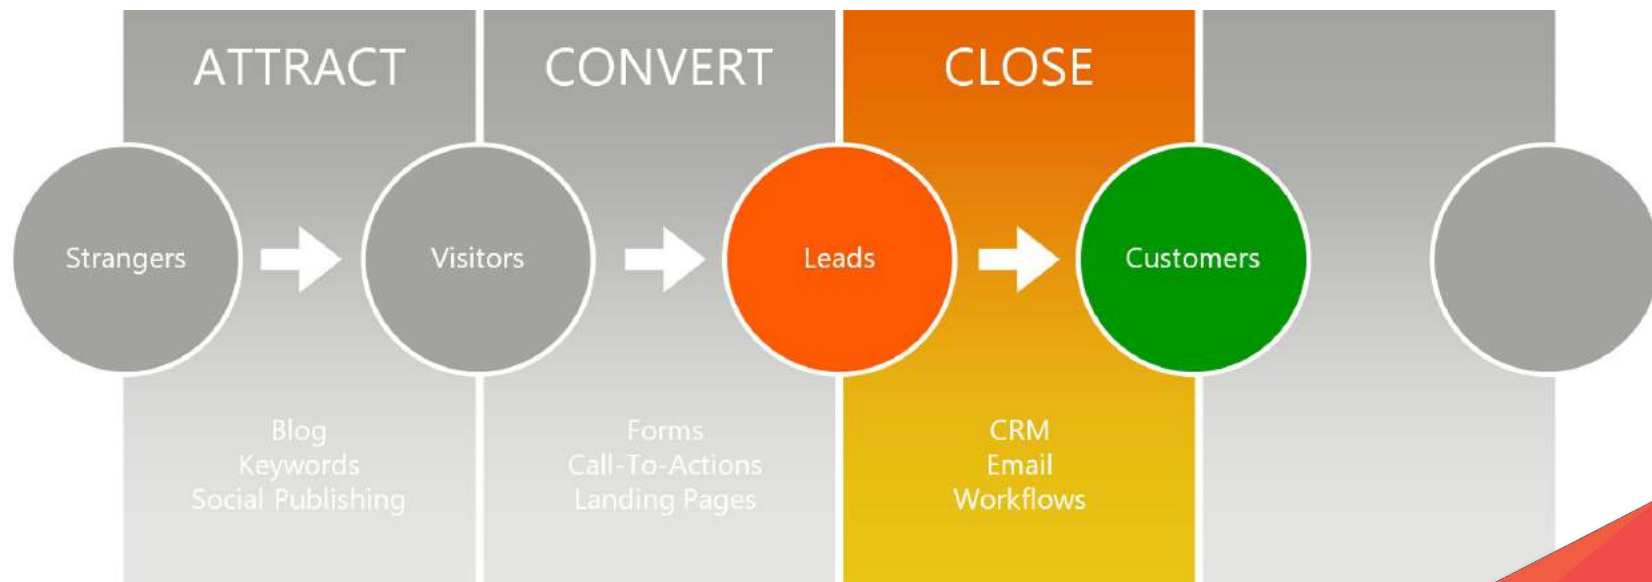 ATTRACT
CONVERT
CLOSE
Strangers
Visitors
Leads
Customers
Blog
Keywords
Social Publishing
Forms
Call-To-Actions
Landing Pages
CRM
Email
Workflows